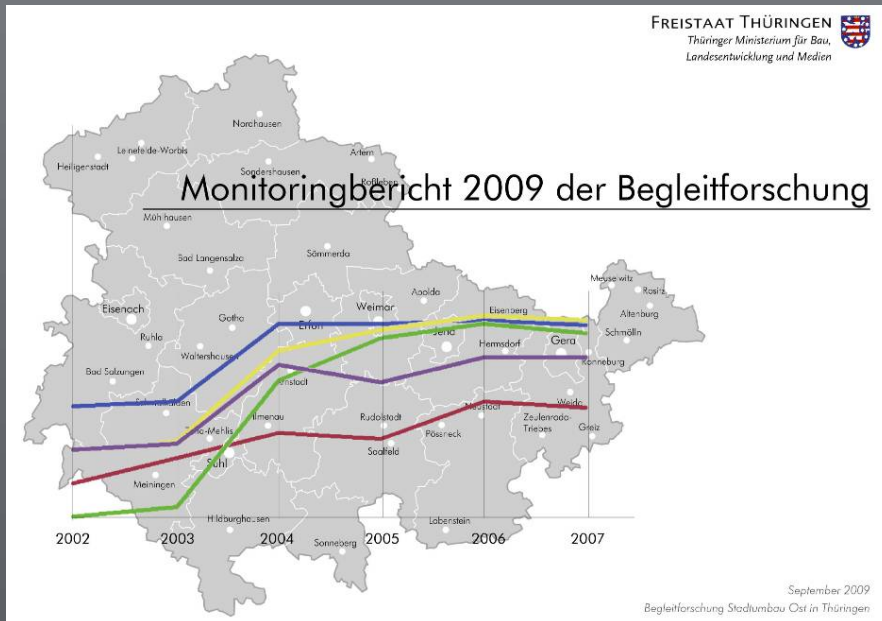 FREISTAAT THÜRINGEN
Thüringer Ministerium für Bau,
Landesentwicklung und Medien
Nordhausen
Leinefelde-Worbis
Heiligenstadt
Artern
Sondershausen
Roßleben
Monitoringbericht 2009 der Begleitforschung
Mühlhausen
Sömmerda
Bad Langensalza
Meuselwitz
Rositz
Apolda
Eisenach
Weimar
Eisenberg
Altenburg
Gotha
Erfurt
Jena
Schmölln
Ruhla
Hermsdorf
Gera
Waltershausen
Ronneburg
Bad Salzungen
Schmalkalden
Weida
Ilmenau
Rudolstadt
Neustadt
Zeulenroda-
Triebes
Pössneck
Greiz
Suhl
Saalfeld
Meiningen
Hildburghausen
Lobenstein
Sonneberg
2002 2003 2004 2005 2006 2007
September 2009
Begleitforschung Stadtumbau Ost in Thüringen